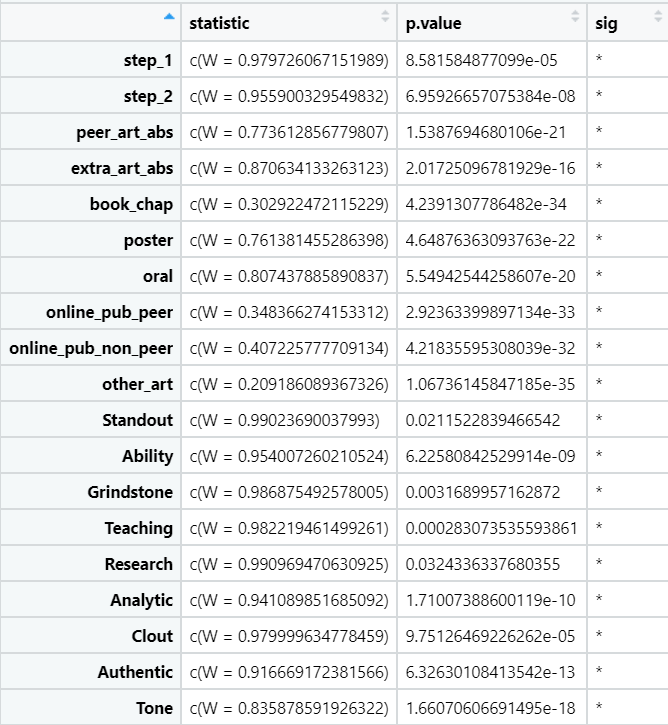 statistic p.value sig
step_1 c(W = 0.979726067151989) 8.581584877099e-05 *
step_2 c(W = 0.955900329549832) 6.95926657075384e-08 *
peer_art_abs c(W = 0.773612856779807) 1.5387694680106e-21 *
extra_art_abs c(W = 0.870634133263123) 2.01725096781929e-16 *
book_chap c(W = 0.302922472115229) 4.2391307786482e-34 *
poster c(W = 0.761381455286398) 4.64876363093763e-22 *
oral c(W = 0.807437885890837) 5.54942544258607e-20 *
online_pub_peer c(W = 0.348366274153312) 2.92363399897134e-33 *
online_pub_non_peer c(W = 0.407225777709134) 4.21835595308039e-32 *
other_art c(W = 0.209186089367326) 1.06736145847185e-35 *
Standout c(W = 0.99023690037993) 0.0211522839466542 *
Ability c(W = 0.954007260210524) 6.22580842529914e-09 *
Grindstone c(W = 0.986875492578005) 0.0031689957162872 *
Teaching c(W = 0.982219461499261) 0.000283073535593861 *
Research c(W = 0.990969470630925) 0.0324336337680355 *
Analytic c(W = 0.941089851685092) 1.71007388600119e-10 *
Clout c(W = 0.979999634778459) 9.75126469226262e-05 *
Authentic c(W = 0.916669172381566) 6.32630108413542e-13 *
Tone c(W = 0.835878591926322) 1.66070606691495e-18 *